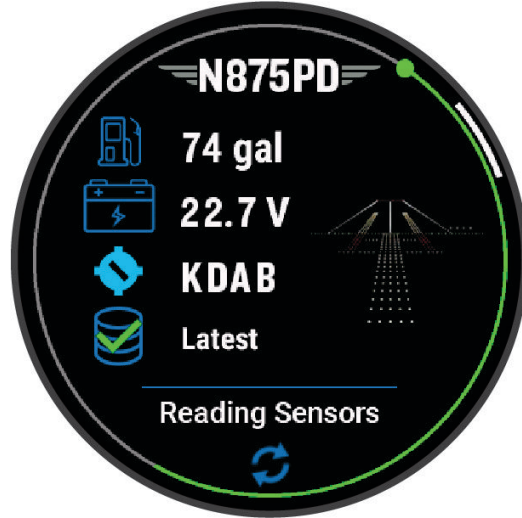 N875PD
74 gal
22.7 V
KDAB
Latest
Reading Sensors